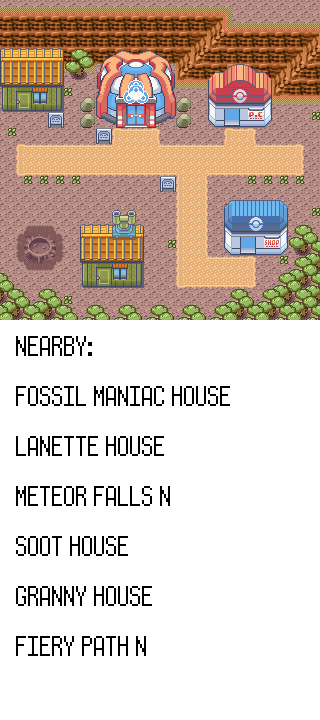 P.C
SHOP
NEARBY:
FOSSIL MANIAC HOUSE
LANETTE HOUSE
METEOR FALLS N
SOOT HOUSE
GRANNY HOUSE
FIERY PATH N